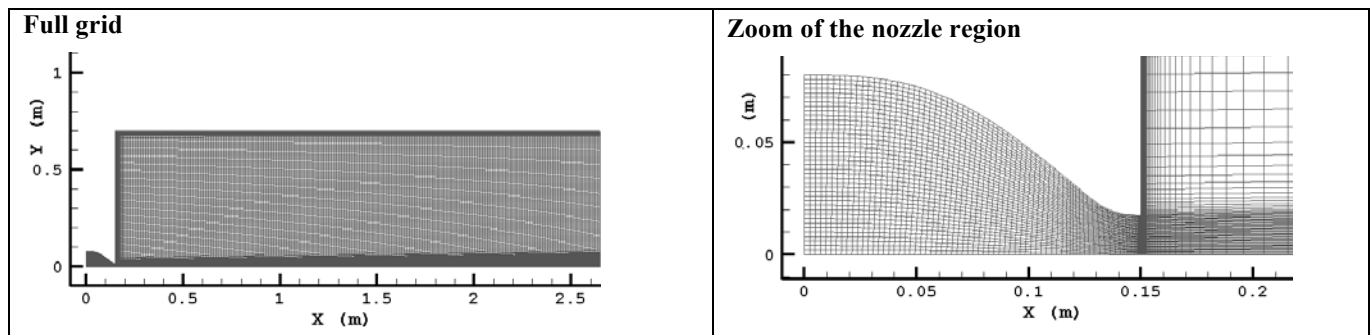 Full grid
1
0.5
0
Y (m)
0 0.5 1 1.5 2 2.5
X (m)
Zoom of the nozzle region
0.05
0
(m)
0 0.05 0.1 0.15 0.2
X (m)